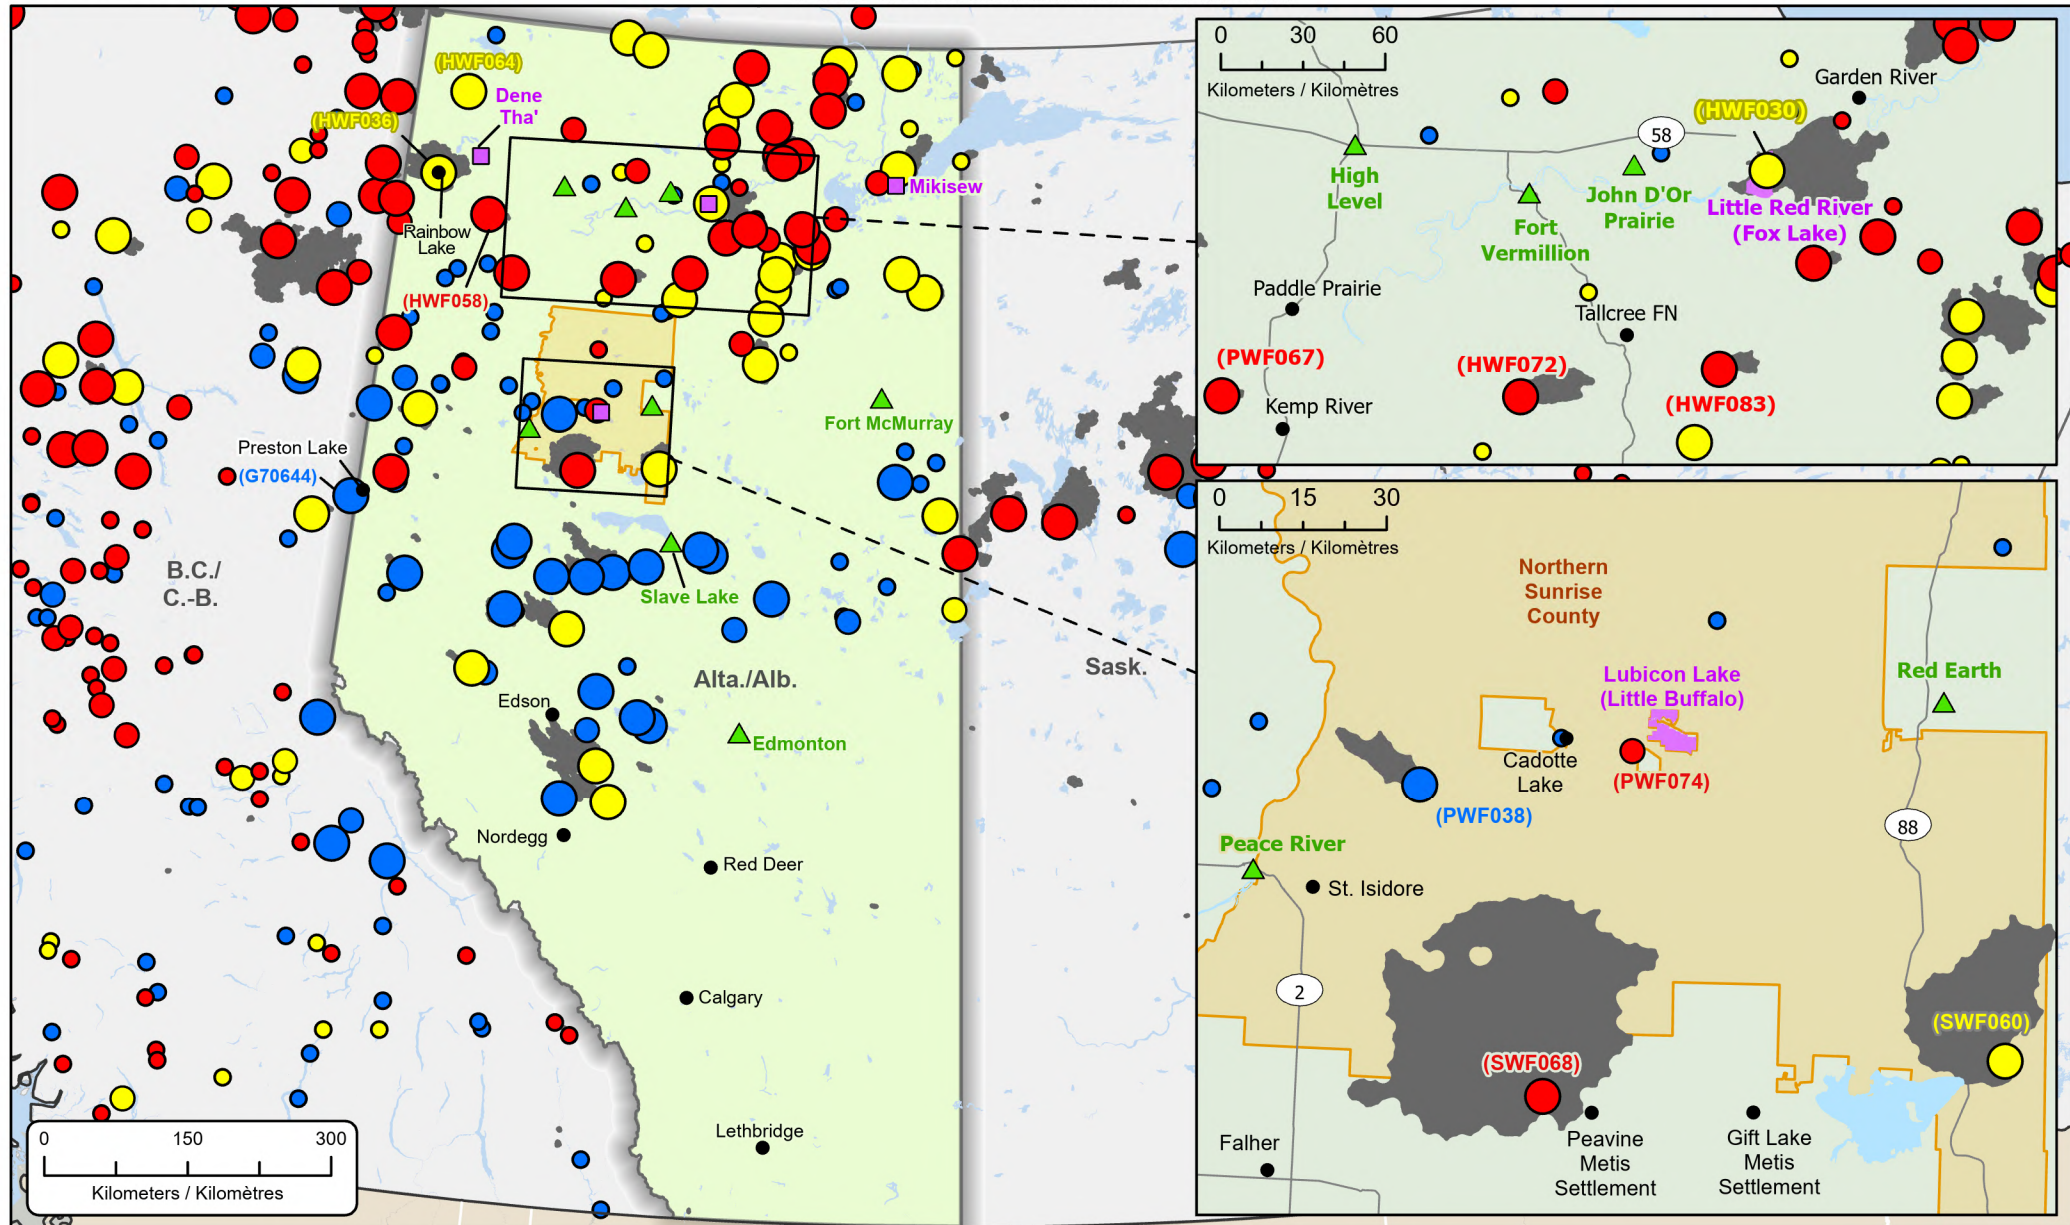 (HWF064)
Dene
Tha'
(HWF036)
Mikisew
Rainbow
Lake
(HWF058)
Fort McMurray
Preston Lake
(G70644)
B.C./
C.-B.
Slave Lake
Sask.
Alta./Alb.
Edson
Edmonton
Nordegg
Red Deer
Calgary
Lethbridge
0 150 300
Kilometers / Kilomètres
0 30 60
Kilometers / Kilomètres
Garden River
(HWF030)
58
High
Level
John D'Or
Prairie
Little Red River
(Fox Lake)
Fort
Vermillion
Paddle Prairie
Tallcree FN
(PWF067)
(HWF072)
(HWF083)
Kemp River
0 15 30
Kilometers / Kilomètres
Northern
Sunrise
County
Lubicon Lake
(Little Buffalo)
Red Earth
Cadotte
Lake
(PWF074)
(PWF038)
88
Peace River
St. Isidore
2
(SWF060)
(SWF068)
Falher
Peavine
Metis
Settlement
Gift Lake
Metis
Settlement